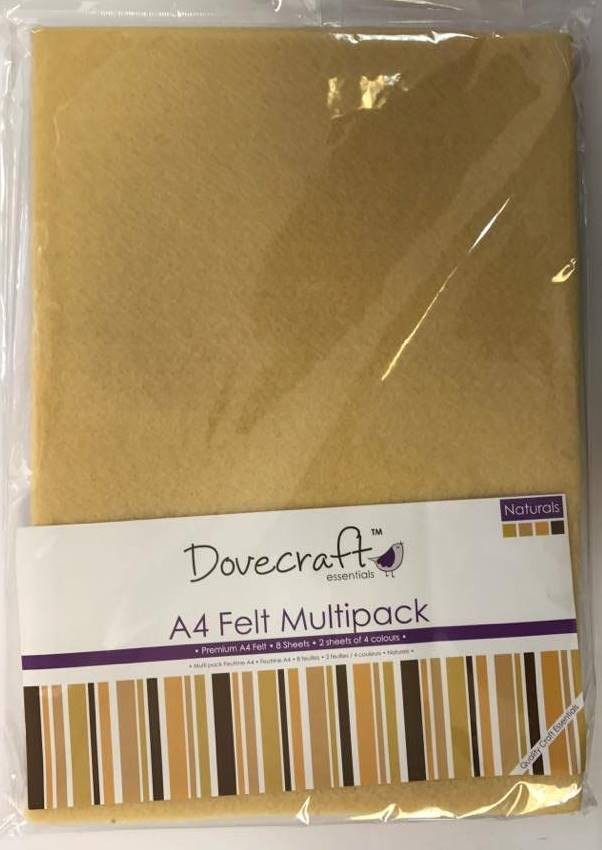 Naturals
Dovecraft™
essentials
A4 Felt Multipack
• Premium A4 Felt • 8 Sheets • 2 sheets of 4 colours •
• Multi pack Feutrine A4 • Feutrine A4 • 8 feuilles • 2 feuilles / 4 couleurs • Naturels •
Quality Craft Essentials